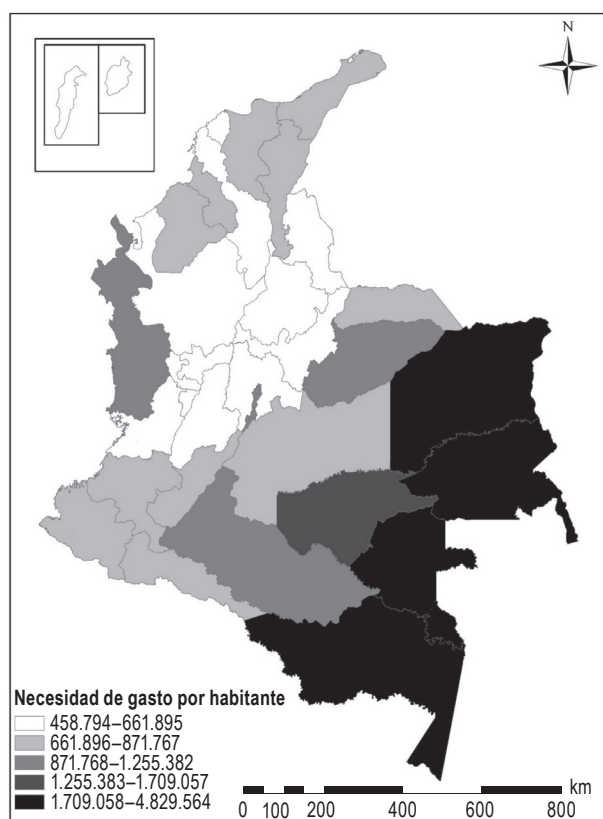 N
Necesidad de gasto por habitante
458.794–661.895
661.896–871.767
871.768–1.255.382
1.255.383–1.709.057
1.709.058–4.829.564
km
0 100 200 400 600 800